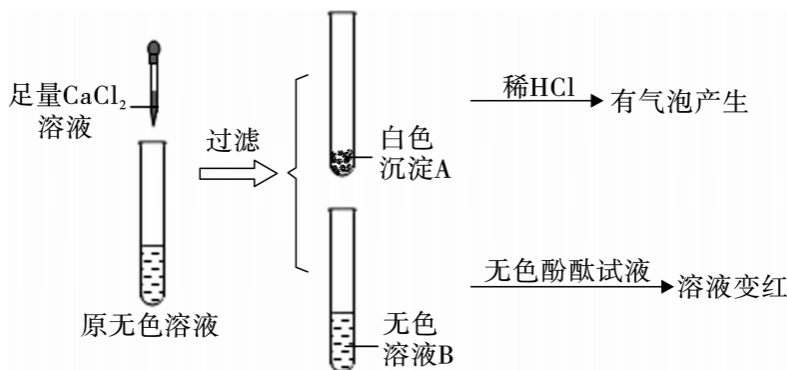 足量CaCl₂
溶液
原无色溶液
过滤
白色
沉淀A
稀HCl
有气泡产生
无色
溶液B
无色酚酞试液
溶液变红